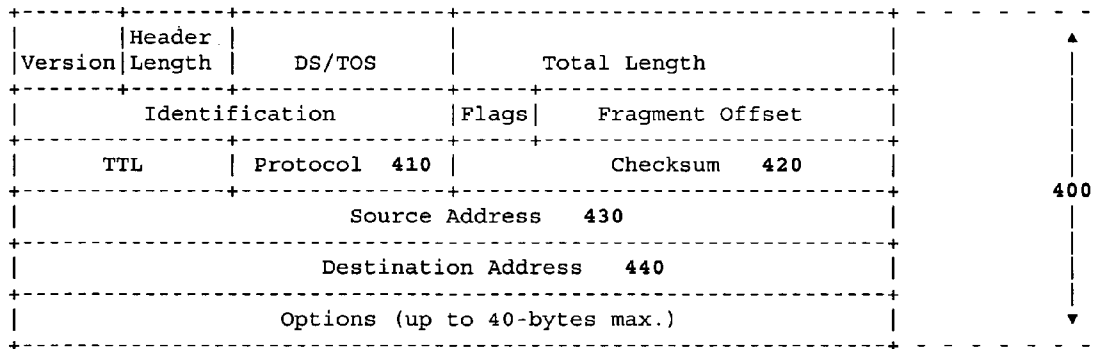 Header
Version Length DS/TOS Total Length
Identification Flags Fragment Offset
TTL Protocol 410 Checksum 420
400
Source Address 430
Destination Address 440
Options (up to 40-bytes max.)